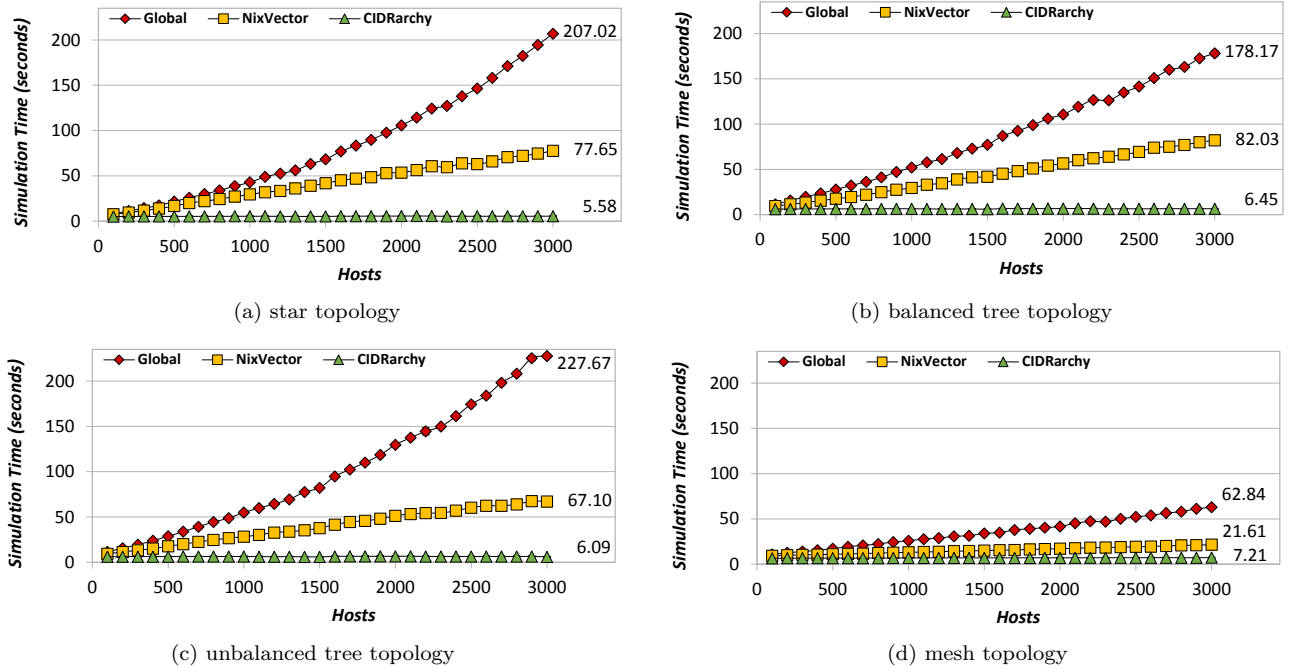 Global NixVector CIDRarchy
Simulation Time (seconds)
200
150
100
50
0
207.02
77.65
5.58
0 500 1000 1500 2000 2500 3000
Hosts
(a) star topology
Global NixVector CIDRarchy
Simulation Time (seconds)
200
150
100
50
0
178.17
82.03
6.45
0 500 1000 1500 2000 2500 3000
Hosts
(b) balanced tree topology
Global NixVector CIDRarchy
Simulation Time (seconds)
200
150
100
50
0
227.67
67.10
6.09
0 500 1000 1500 2000 2500 3000
Hosts
(c) unbalanced tree topology
Global NixVector CIDRarchy
Simulation Time (seconds)
200
150
100
50
0
62.84
21.61
7.21
0 500 1000 1500 2000 2500 3000
Hosts
(d) mesh topology